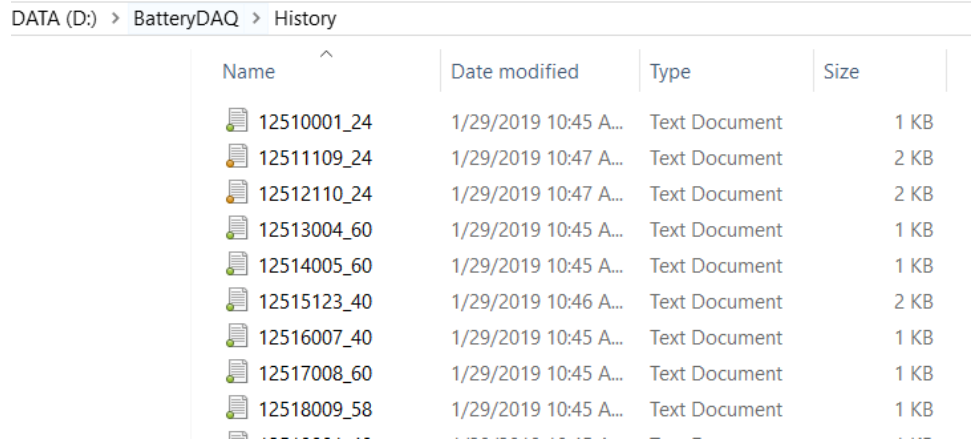 DATA (D:) > BatteryDAQ > History
Name Date modified Type Size
12510001_24 1/29/2019 10:45 A... Text Document 1 KB
12511109_24 1/29/2019 10:47 A... Text Document 2 KB
12512110_24 1/29/2019 10:47 A... Text Document 2 KB
12513004_60 1/29/2019 10:45 A... Text Document 1 KB
12514005_60 1/29/2019 10:45 A... Text Document 1 KB
12515123_40 1/29/2019 10:46 A... Text Document 2 KB
12516007_40 1/29/2019 10:45 A... Text Document 1 KB
12517008_60 1/29/2019 10:45 A... Text Document 1 KB
12518009_58 1/29/2019 10:45 A... Text Document 1 KB